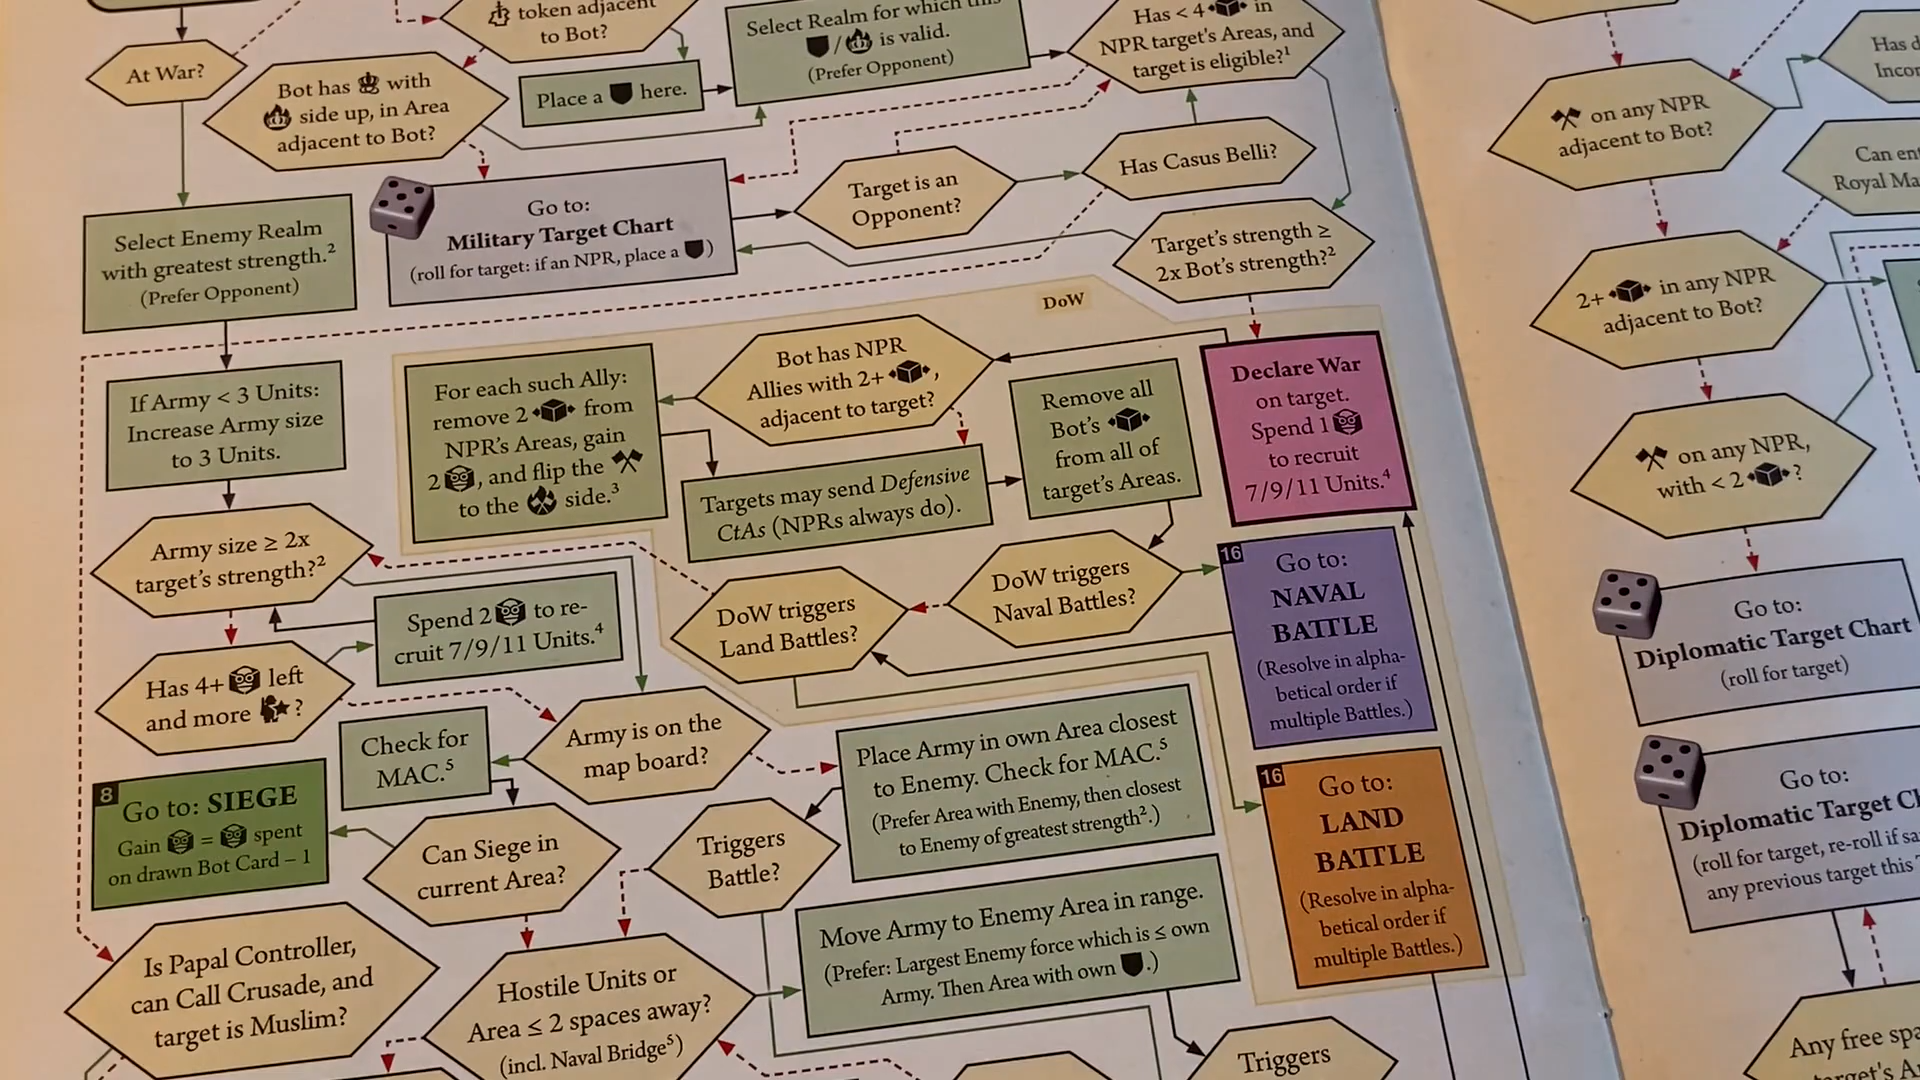 token adjacent
to Bot?
At War?
Bot has with
side up, in Area
adjacent to Bot?
Place a here.
Select Realm for which this
/ is valid.
(Prefer Opponent)
Has < 4 in
NPR target's Areas, and
target is eligible?¹
Go to:
Military Target Chart
(roll for target: if an NPR, place a )
Target is an
Opponent?
Has Casus Belli?
Target's strength ≥
2x Bot's strength?²
Select Enemy Realm
with greatest strength.²
(Prefer Opponent)
If Army < 3 Units:
Increase Army size
to 3 Units.
Army size ≥ 2x
target's strength?²
Has 4+ left
and more ?
Spend 2 to re-
cruit 7/9/11 Units.⁴
DoW
For each such Ally:
remove 2 from
NPR's Areas, gain
2 , and flip the
to the side.³
Bot has NPR
Allies with 2+ ,
adjacent to target?
Targets may send Defensive
CtAs (NPRs always do).
Remove all
Bot's
from all of
target's Areas.
Declare War
on target.
Spend 1
to recruit
7/9/11 Units.⁴
DoW triggers
Land Battles?
DoW triggers
Naval Battles?
16
Go to:
NAVAL
BATTLE
(Resolve in alpha-
betical order if
multiple Battles.)
16
Go to:
LAND
BATTLE
(Resolve in alpha-
betical order if
multiple Battles.)
Check for
MAC.⁵
Army is on the
map board?
Place Army in own Area closest
to Enemy. Check for MAC.⁵
(Prefer Area with Enemy, then closest
to Enemy of greatest strength².)
8
Go to: SIEGE
Gain = spent
on drawn Bot Card – 1
Can Siege in
current Area?
Triggers
Battle?
Move Army to Enemy Area in range.
(Prefer: Largest Enemy force which is ≤ own
Army. Then Area with own .)
Is Papal Controller,
can Call Crusade, and
target is Muslim?
Hostile Units or
Area ≤ 2 spaces away?
(incl. Naval Bridge⁵)
Triggers
on any NPR
adjacent to Bot?
Has d
Incor
Can ent
Royal Ma
2+ in any NPR
adjacent to Bot?
on any NPR,
with < 2 ?
Go to:
Diplomatic Target Chart
(roll for target)
Go to:
Diplomatic Target Ch
(roll for target, re-roll if sa
any previous target this
Any free spa
target's A